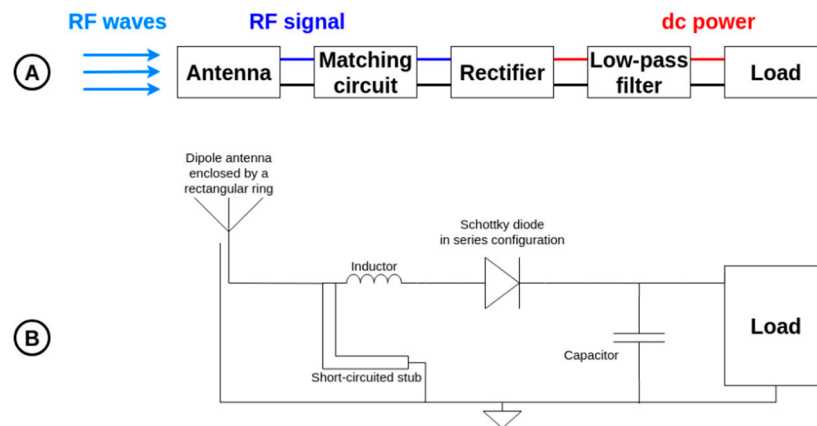 RF waves
RF signal
dc power
A
Antenna
Matching
circuit
Rectifier
Low-pass
filter
Load
Dipole antenna
enclosed by a
rectangular ring
Schottky diode
in series configuration
Inductor
B
Load
Capacitor
Short-circuited stub